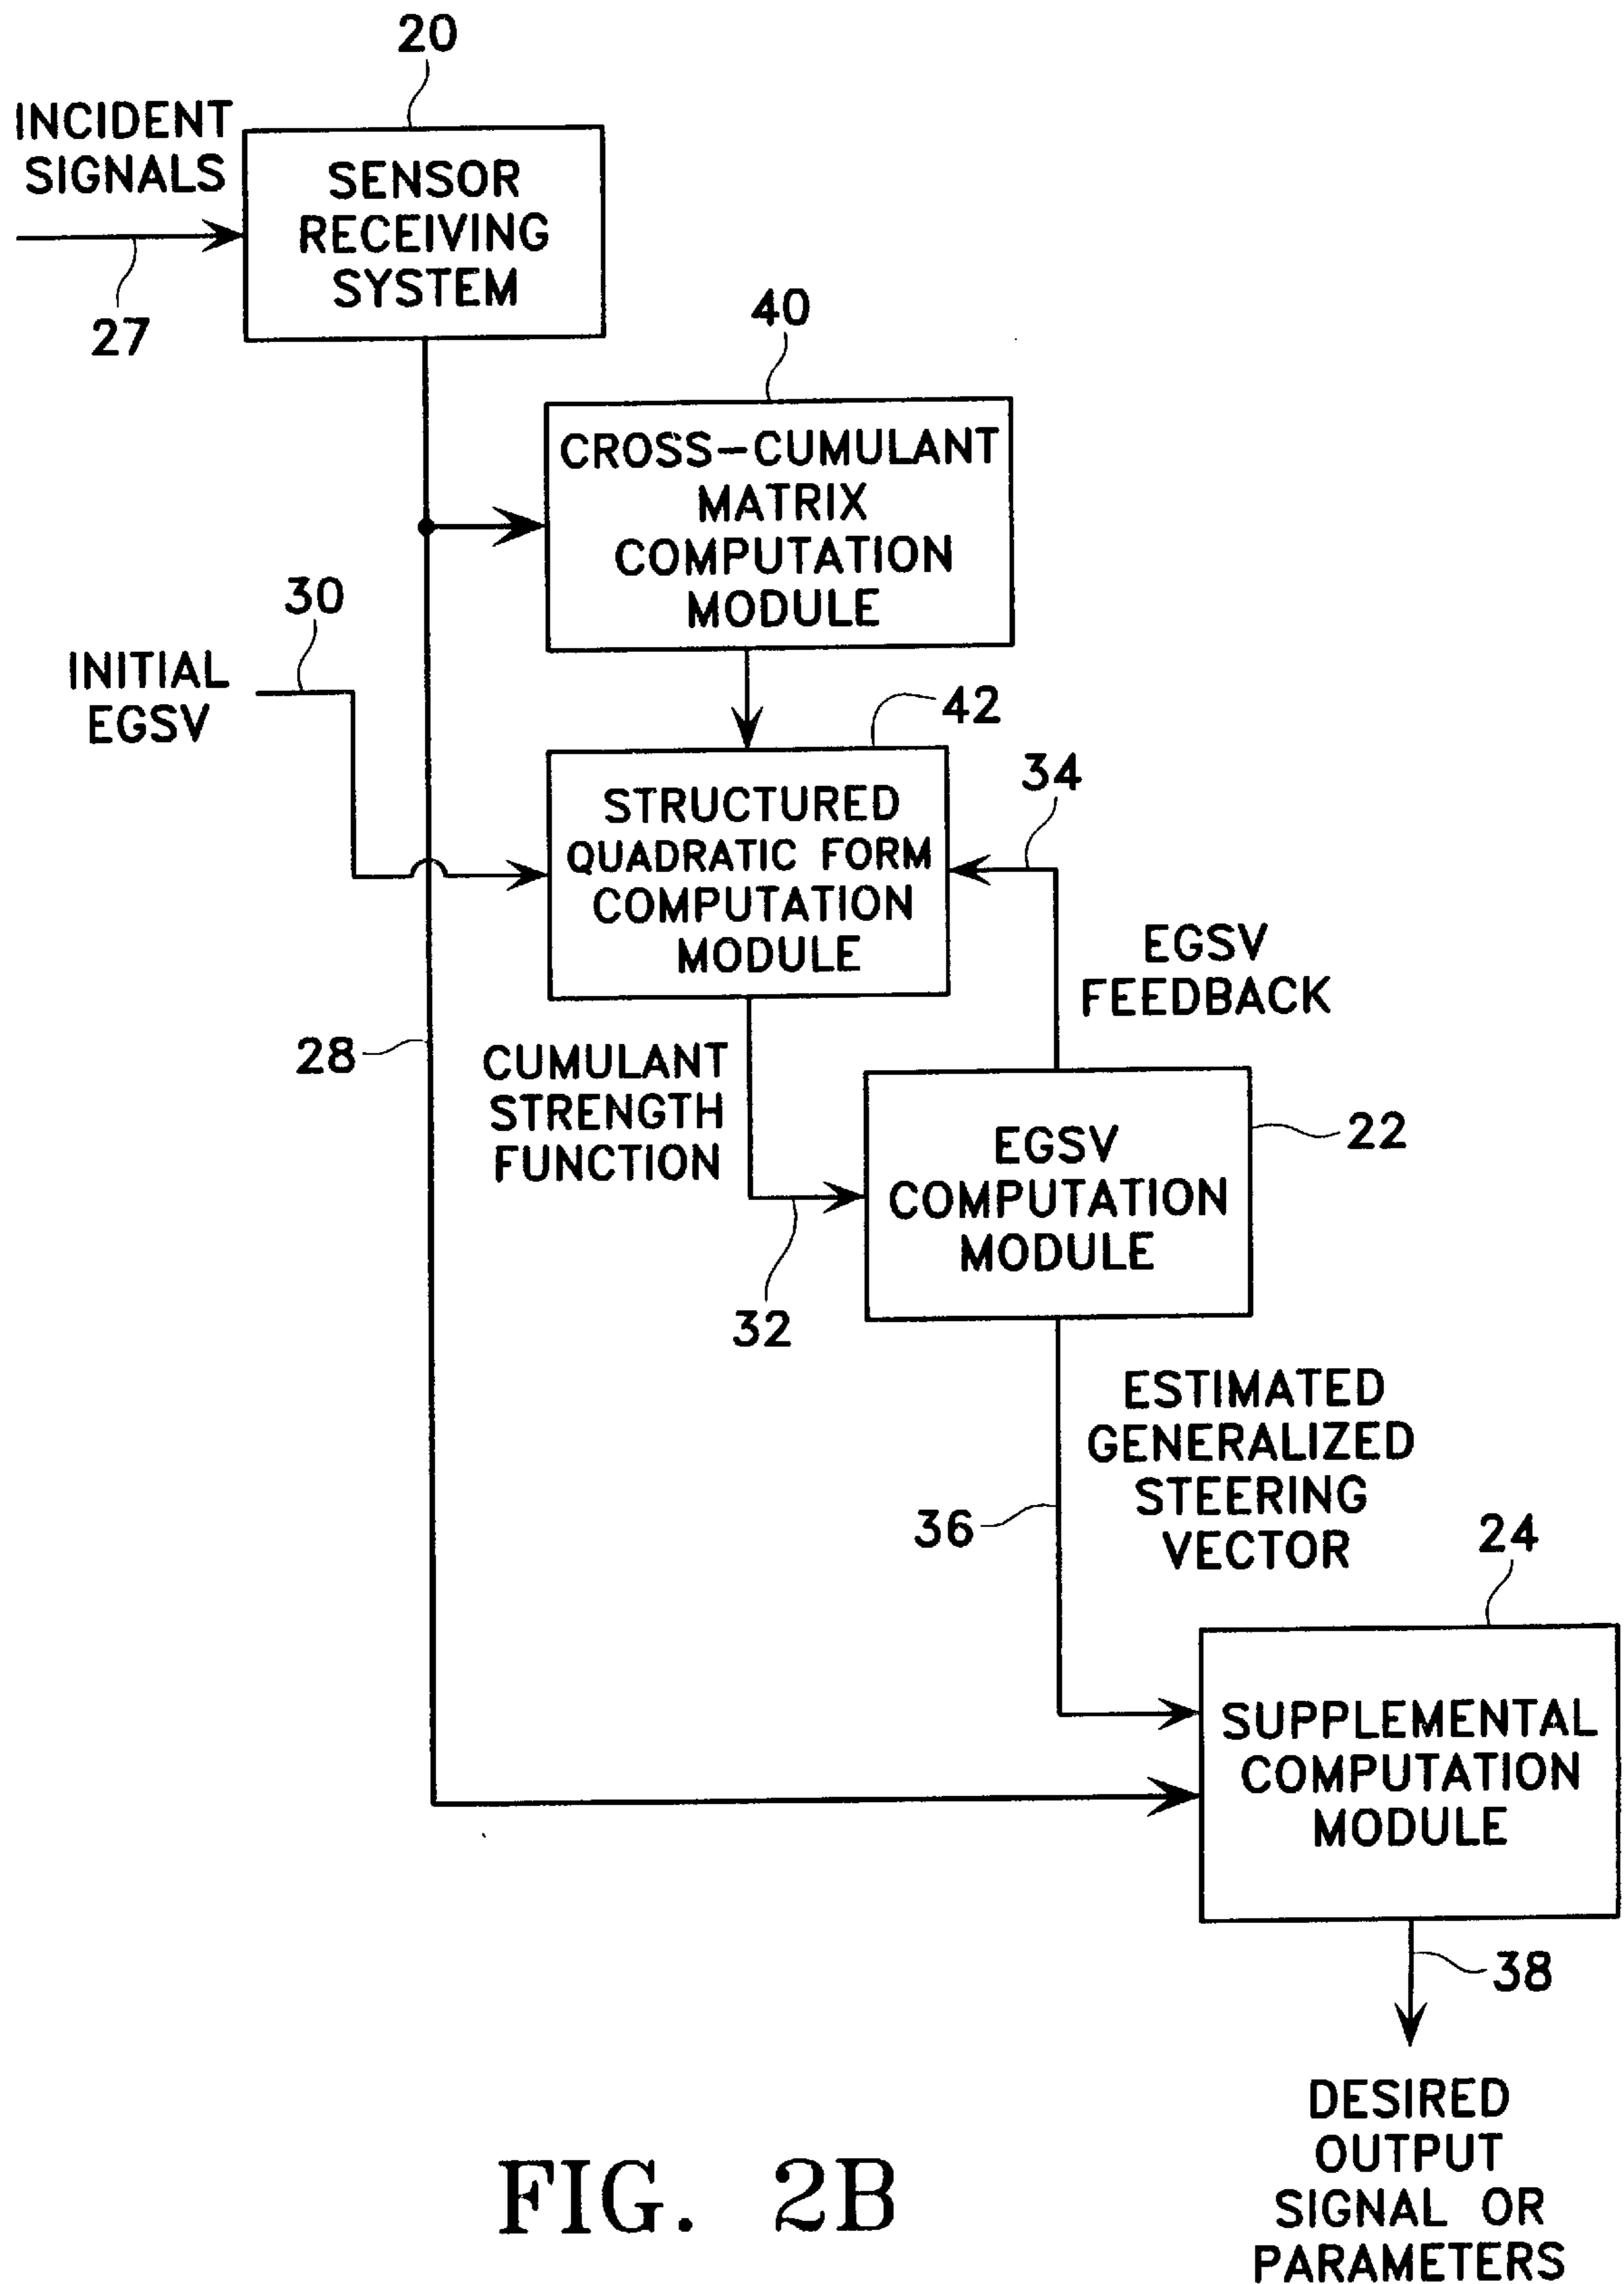 20
INCIDENT
SIGNALS
SENSOR
RECEIVING
SYSTEM
27
40
CROSS-CUMULANT
MATRIX
COMPUTATION
MODULE
30
INITIAL
EGSV
42
STRUCTURED
QUADRATIC FORM
COMPUTATION
MODULE
34
EGSV
FEEDBACK
28
CUMULANT
STRENGTH
FUNCTION
EGSV
COMPUTATION
MODULE
22
32
ESTIMATED
GENERALIZED
STEERING
VECTOR
36
24
SUPPLEMENTAL
COMPUTATION
MODULE
38
DESIRED
OUTPUT
SIGNAL OR
PARAMETERS
FIG. 2B